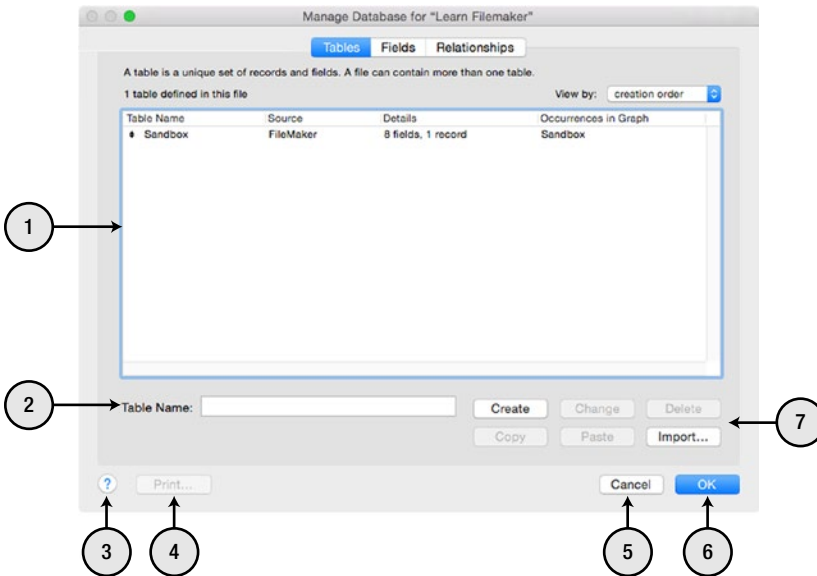 Manage Database for "Learn Filemaker"
Tables Fields Relationships
A table is a unique set of records and fields. A file can contain more than one table.
1 table defined in this file View by: creation order
Table Name Source Details Occurrences in Graph
Sandbox FileMaker 8 fields, 1 record Sandbox
1
2 Table Name: Create Change Delete
7
Copy Paste Import...
? Print... Cancel OK
3 4 5 6